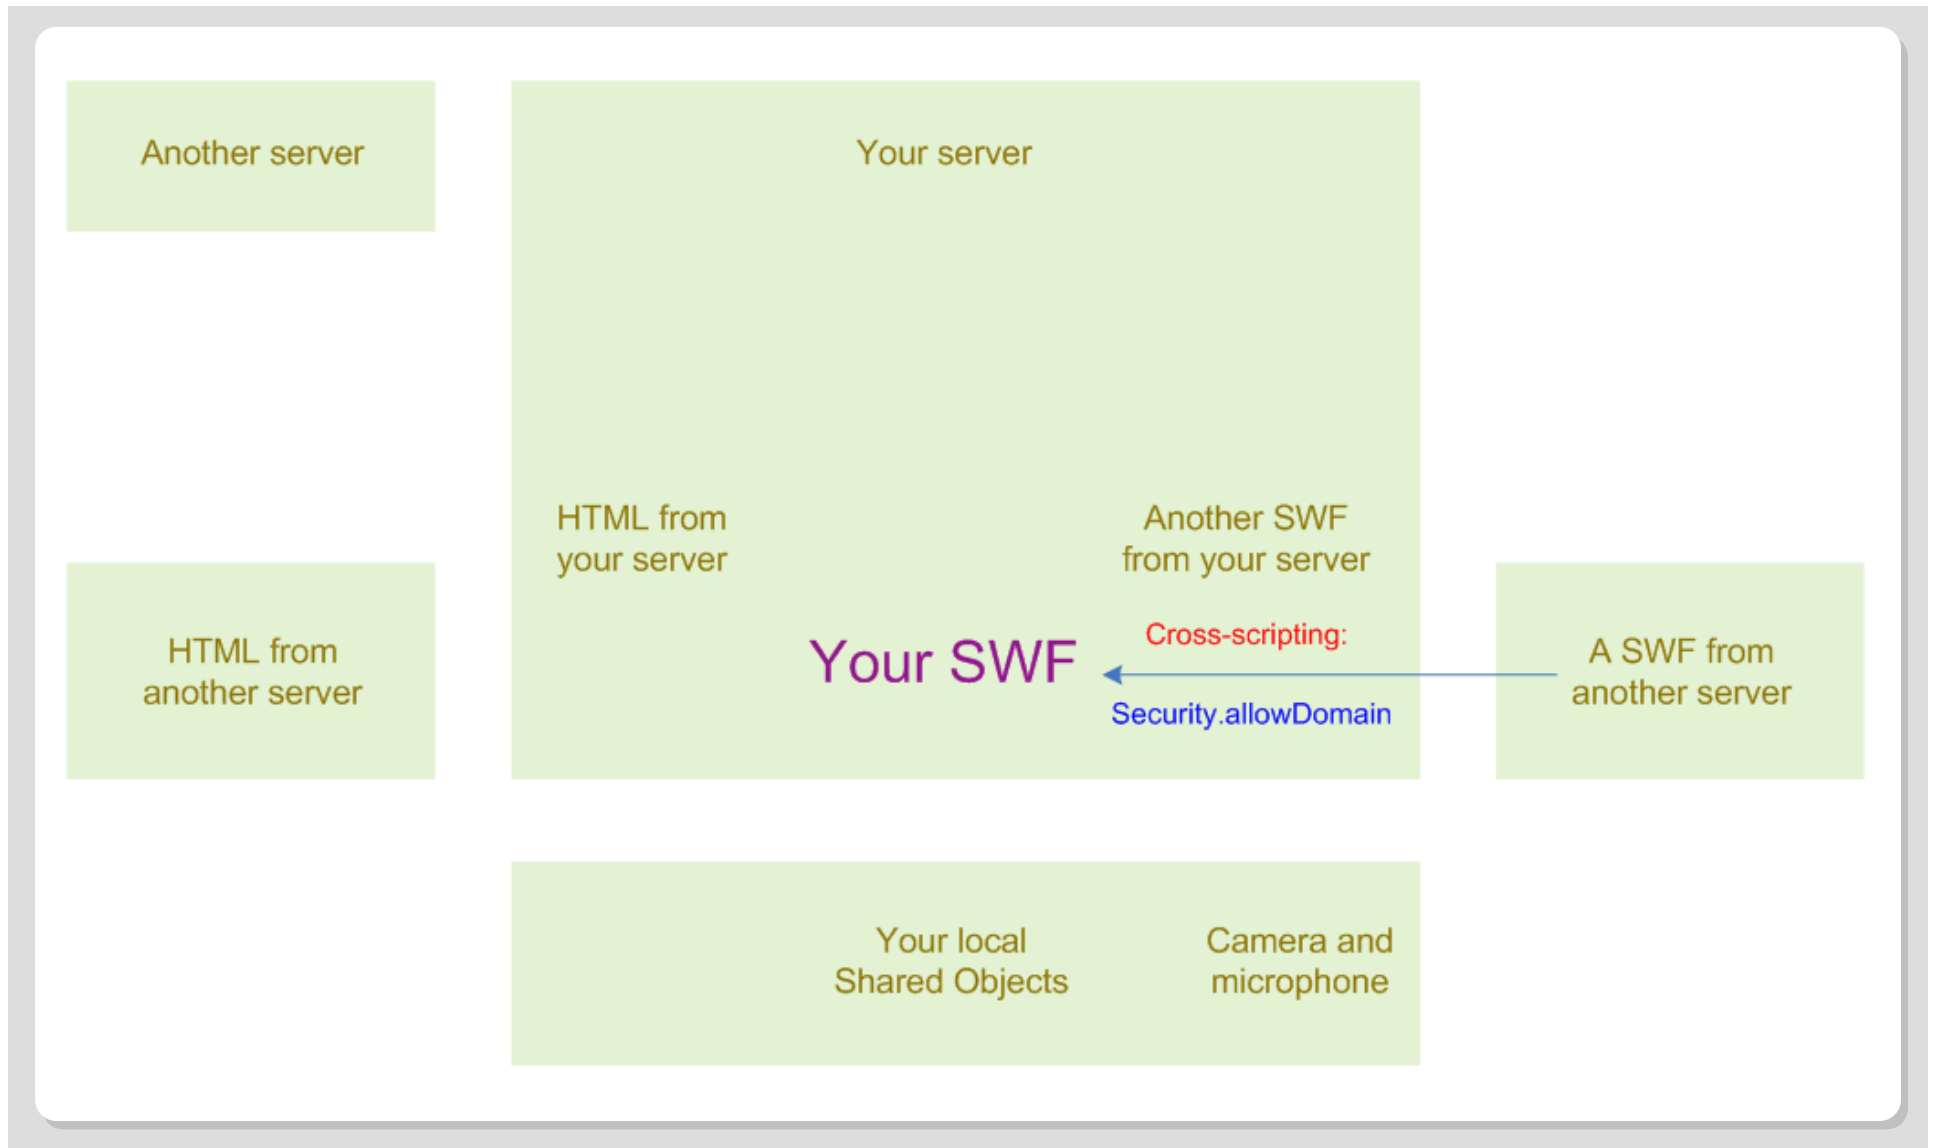 Another server
Your server
HTML from
your server
Another SWF
from your server
HTML from
another server
Your SWF
Cross-scripting:
Security.allowDomain
A SWF from
another server
Your local
Shared Objects
Camera and
microphone